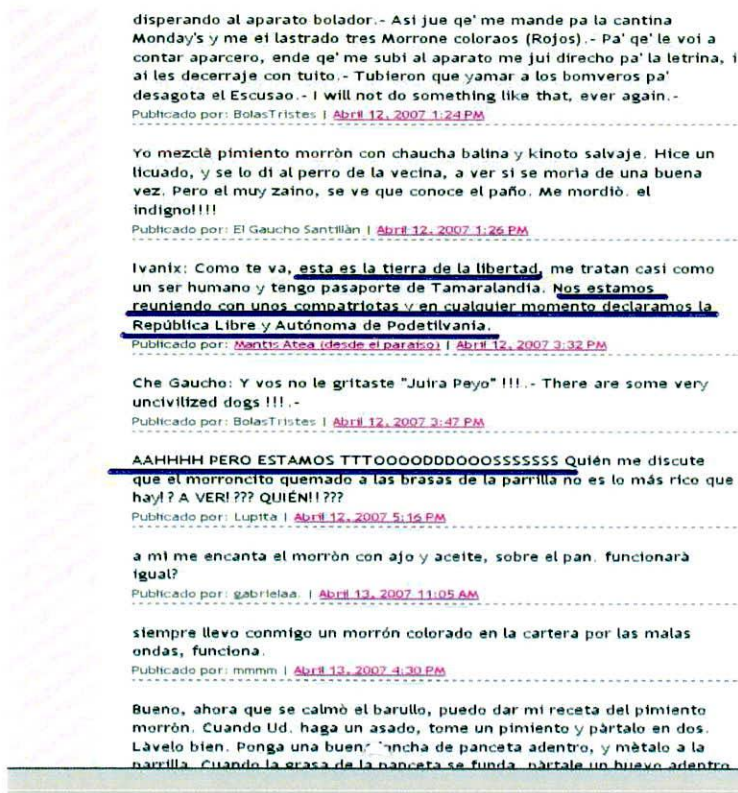 disperando al aparato bolador.- Asi jue qe' me mande pa la cantina
Monday's y me ei lastrado tres Morrone coloraos (Rojos).- Pa' qe' le voi a
contar aparcero, ende qe' me subi al aparato me jui direcho pa' la letrina, i
ai les decerraje con tuito.- Tubieron que yamar a los bomveros pa'
desagota el Escusao.- I will not do something like that, ever again.-
Publicado por: BolasTristes | Abril 12, 2007 1:24 PM
Yo mezclè pimiento morròn con chaucha balina y kinoto salvaje. Hice un
licuado, y se lo di al perro de la vecina, a ver si se morìa de una buena
vez. Pero el muy zaino, se ve que conoce el paño. Me mordiò. el
indigno!!!!
Publicado por: El Gaucho Santillàn | Abril 12, 2007 1:26 PM
Ivanix: Como te va, esta es la tierra de la libertad, me tratan casi como
un ser humano y tengo pasaporte de Tamaralandia. Nos estamos
reuniendo con unos compatriotas y en cualquier momento declaramos la
República Libre y Autónoma de Podetilvania.
Publicado por: Mantis Atea (desde el paraiso) | Abril 12, 2007 3:32 PM
Che Gaucho: Y vos no le gritaste "Juira Peyo" !!!.- There are some very
uncivilized dogs !!!.-
Publicado por: BolasTristes | Abril 12, 2007 3:47 PM
AAHHHH PERO ESTAMOS TTTOOOODDDOOOSSSSSSS Quién me discute
que el morroncito quemado a las brasas de la parrilla no es lo más rico que
hay!? A VER! ??? QUIÉN!!???
Publicado por: Lupita | Abril 12, 2007 5:16 PM
a mi me encanta el morròn con ajo y aceite, sobre el pan. funcionarà
igual?
Publicado por: gabrielaa. | Abril 13, 2007 11:05 AM
siempre llevo conmigo un morrón colorado en la cartera por las malas
ondas, funciona.
Publicado por: mmmm | Abril 13, 2007 4:30 PM
Bueno, ahora que se calmò el barullo, puedo dar mi receta del pimiento
morròn. Cuando Ud. haga un asado, tome un pimiento y pàrtalo en dos.
Làvelo bien. Ponga una buena lancha de panceta adentro, y mètalo a la
parrilla. Cuando la grasa de la panceta se funda, pàrtale un huevo adentro